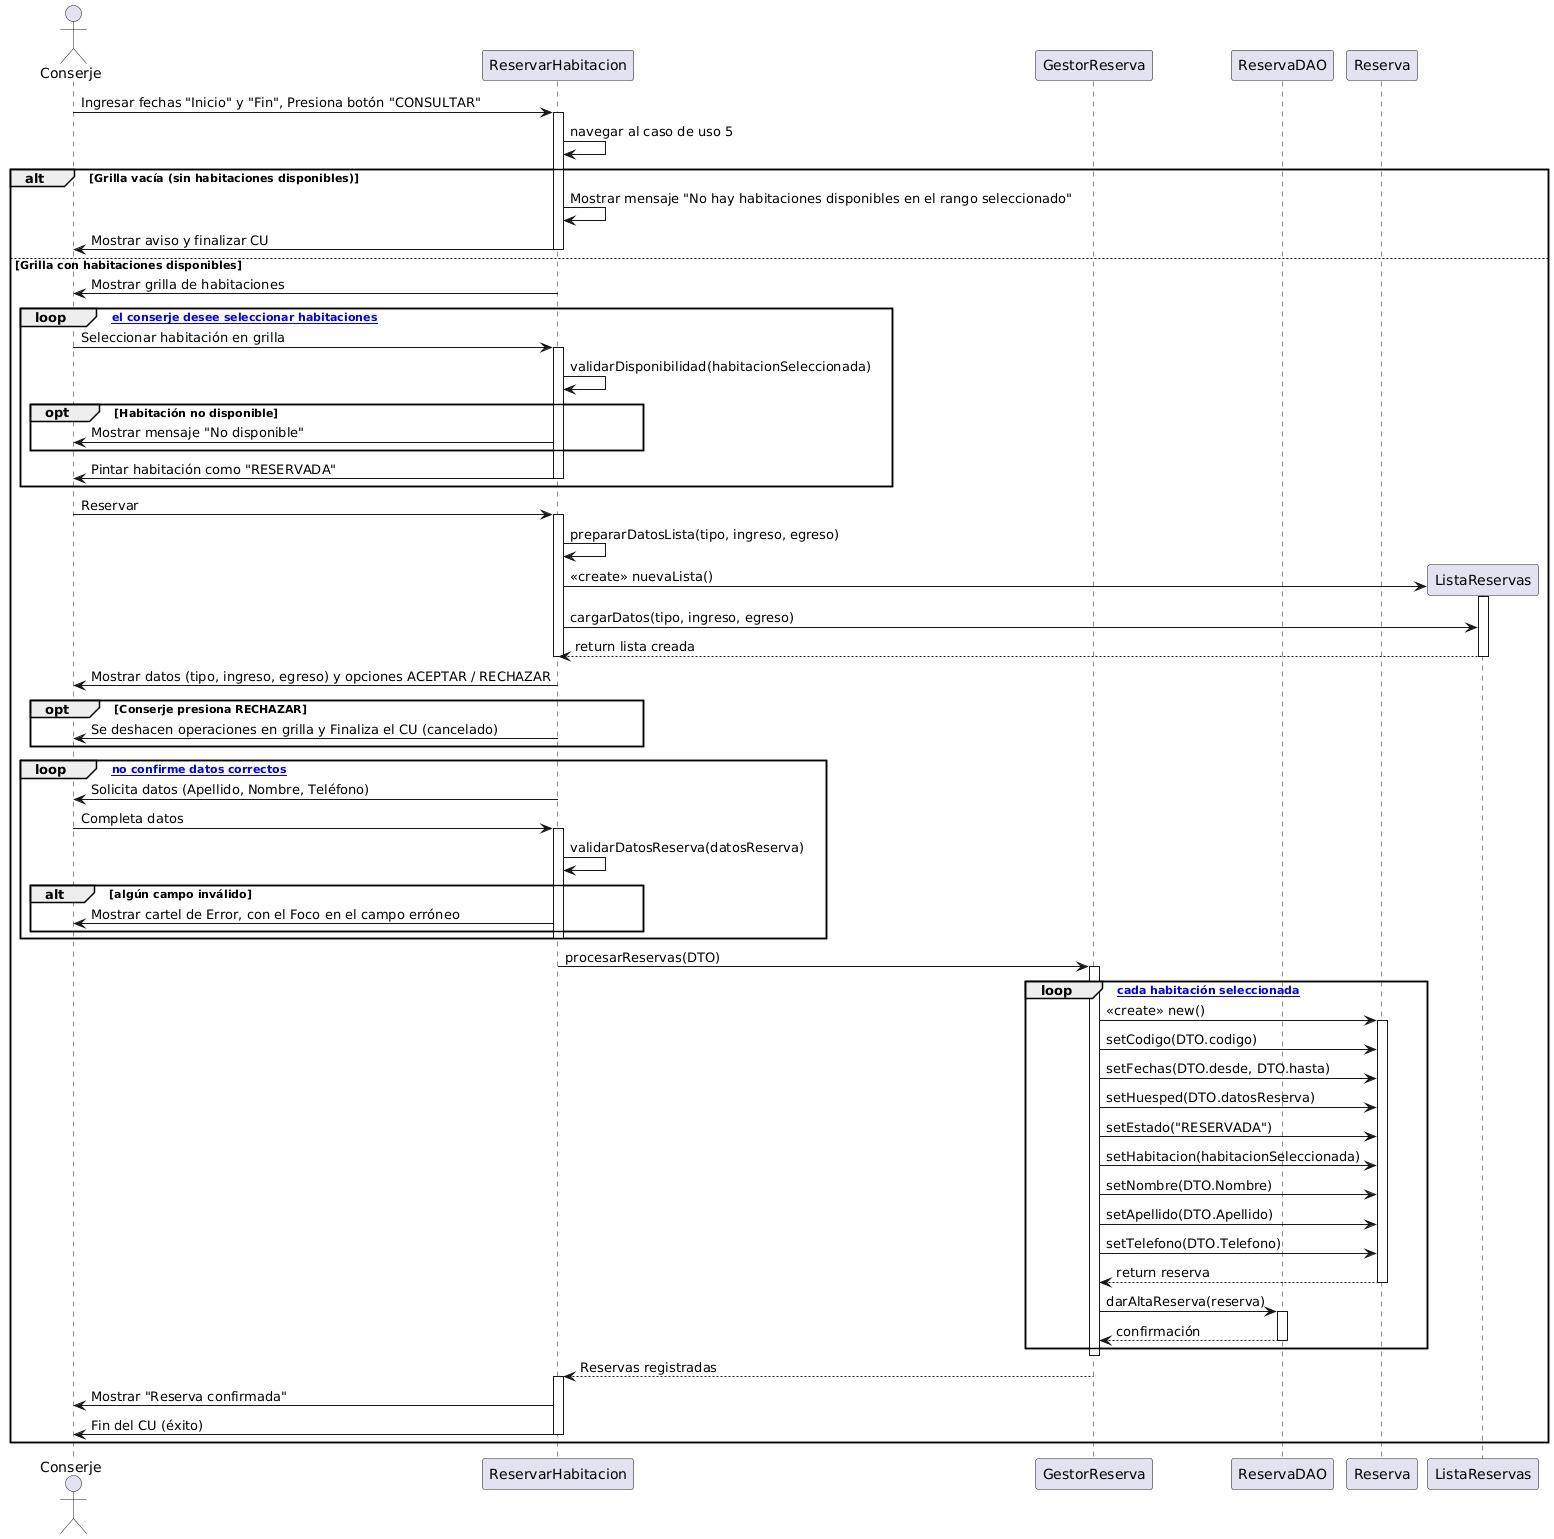 Conserje
ReservarHabitacion
GestorReserva
ReservaDAO
Reserva
Ingresar fechas "Inicio" y "Fin", Presiona botón "CONSULTAR"
navegar al caso de uso 5
alt [Grilla vacía (sin habitaciones disponibles)]
Mostrar mensaje "No hay habitaciones disponibles en el rango seleccionado"
Mostrar aviso y finalizar CU
[Grilla con habitaciones disponibles]
Mostrar grilla de habitaciones
loop el conserje desee seleccionar habitaciones
Seleccionar habitación en grilla
validarDisponibilidad(habitacionSeleccionada)
opt [Habitación no disponible]
Mostrar mensaje "No disponible"
Pintar habitación como "RESERVADA"
Reservar
prepararDatosLista(tipo, ingreso, egreso)
«create» nuevaLista()
ListaReservas
cargarDatos(tipo, ingreso, egreso)
return lista creada
Mostrar datos (tipo, ingreso, egreso) y opciones ACEPTAR / RECHAZAR
opt [Conserje presiona RECHAZAR]
Se deshacen operaciones en grilla y Finaliza el CU (cancelado)
loop no confirme datos correctos
Solicita datos (Apellido, Nombre, Teléfono)
Completa datos
validarDatosReserva(datosReserva)
alt [algún campo inválido]
Mostrar cartel de Error, con el Foco en el campo erróneo
procesarReservas(DTO)
loop cada habitación seleccionada
«create» new()
setCodigo(DTO.codigo)
setFechas(DTO.desde, DTO.hasta)
setHuesped(DTO.datosReserva)
setEstado("RESERVADA")
setHabitacion(habitacionSeleccionada)
setNombre(DTO.Nombre)
setApellido(DTO.Apellido)
setTelefono(DTO.Telefono)
return reserva
darAltaReserva(reserva)
confirmación
Reservas registradas
Mostrar "Reserva confirmada"
Fin del CU (éxito)
Conserje
ReservarHabitacion
GestorReserva
ReservaDAO
Reserva
ListaReservas